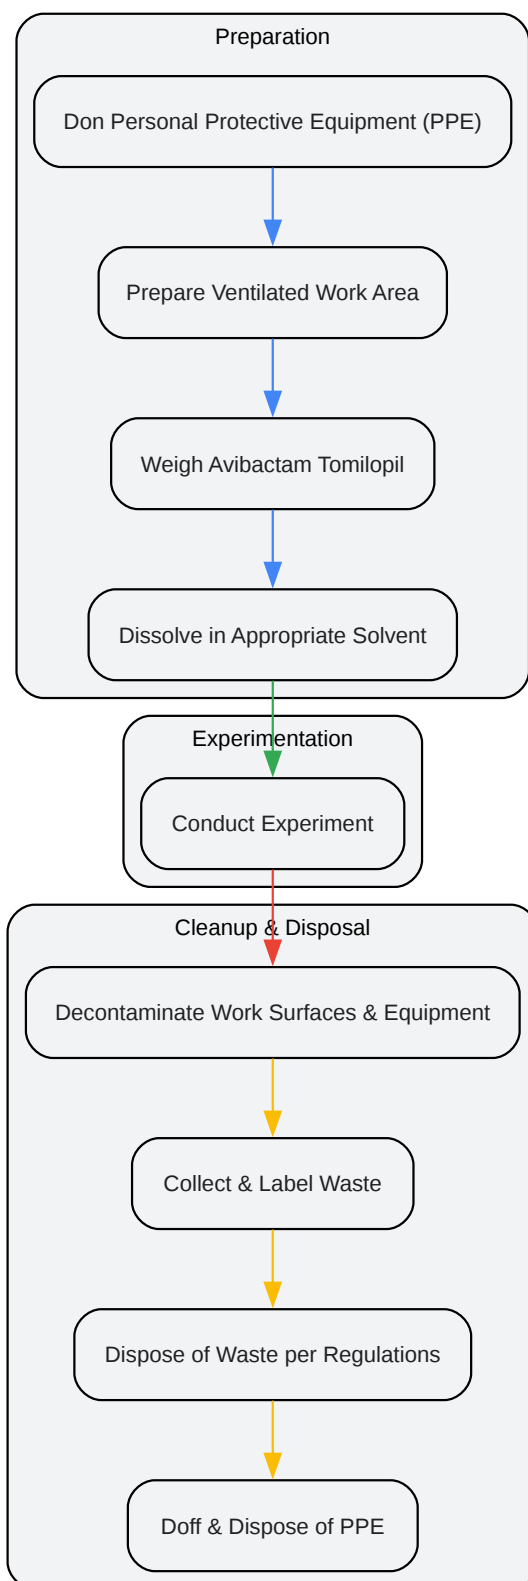 Preparation
Don Personal Protective Equipment (PPE)
Prepare Ventilated Work Area
Weigh Avibactam Tomilopil
Dissolve in Appropriate Solvent
Experimentation
Conduct Experiment
Cleanup & Disposal
Decontaminate Work Surfaces & Equipment
Collect & Label Waste
Dispose of Waste per Regulations
Doff & Dispose of PPE